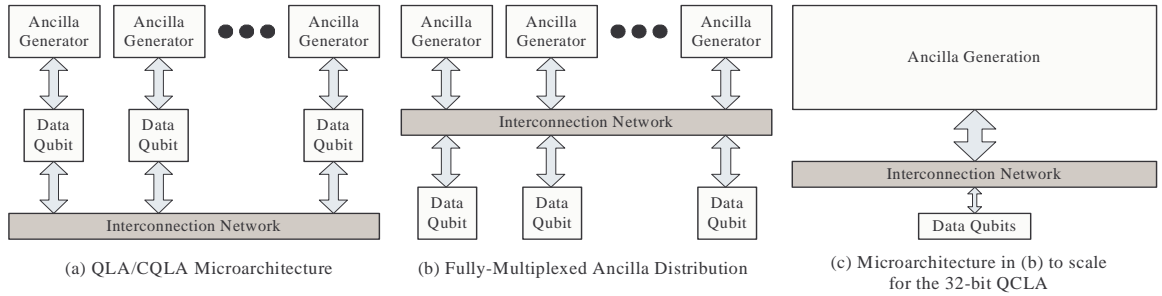 Ancilla Generator
Ancilla Generator
Ancilla Generator
Data Qubit
Data Qubit
Data Qubit
Interconnection Network
(a) QLA/CQLA Microarchitecture
Ancilla Generator
Ancilla Generator
Ancilla Generator
Interconnection Network
Data Qubit
Data Qubit
Data Qubit
(b) Fully-Multiplexed Ancilla Distribution
Ancilla Generation
Interconnection Network
Data Qubits
(c) Microarchitecture in (b) to scale
for the 32-bit QCLA